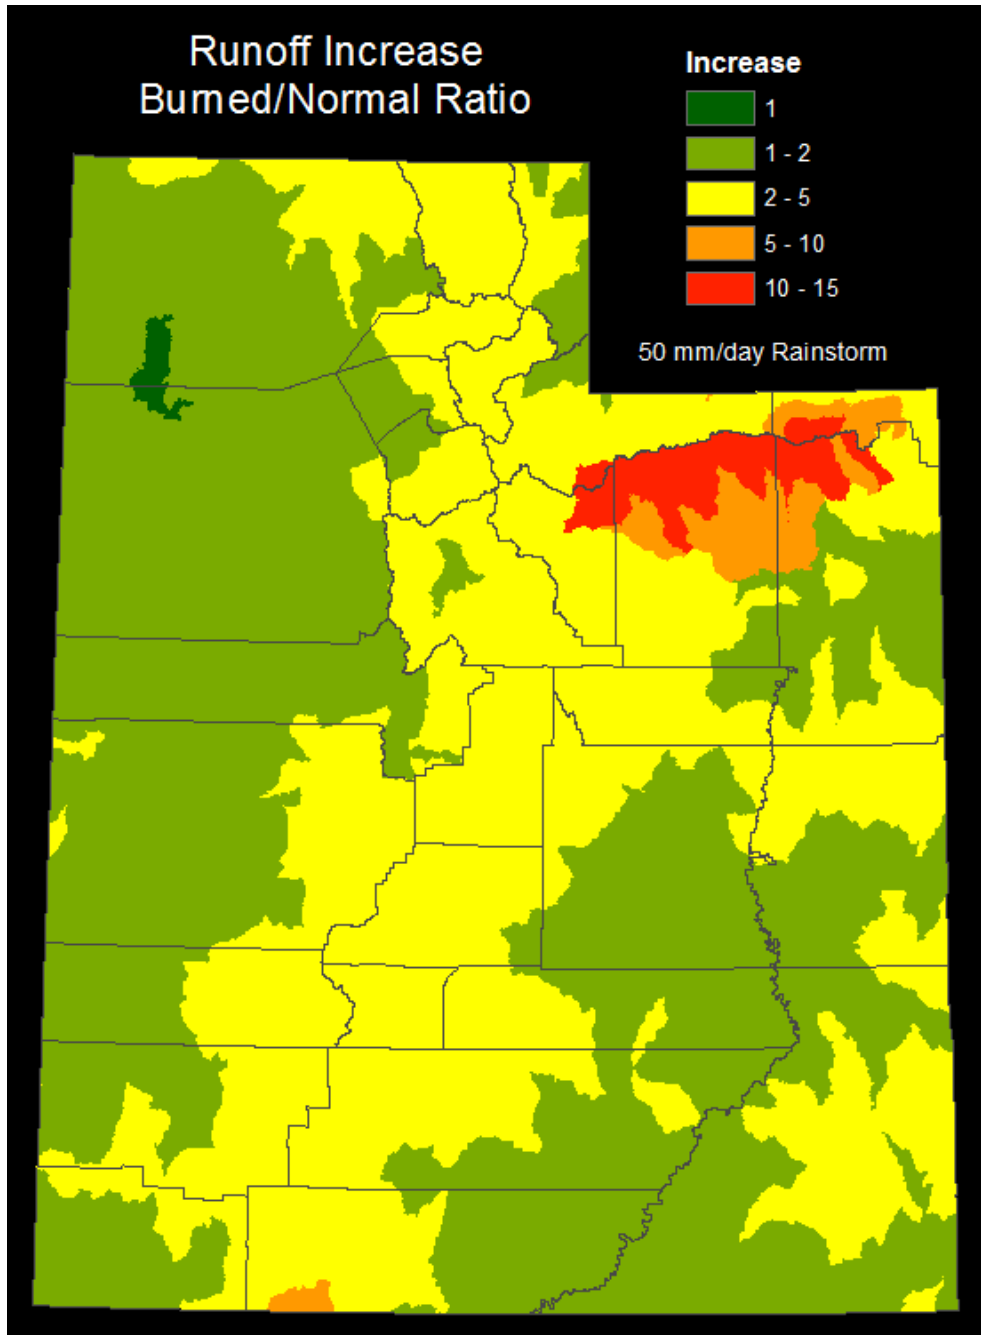 Runoff Increase
Burned/Normal Ratio
Increase
1
1 - 2
2 - 5
5 - 10
10 - 15
50 mm/day Rainstorm